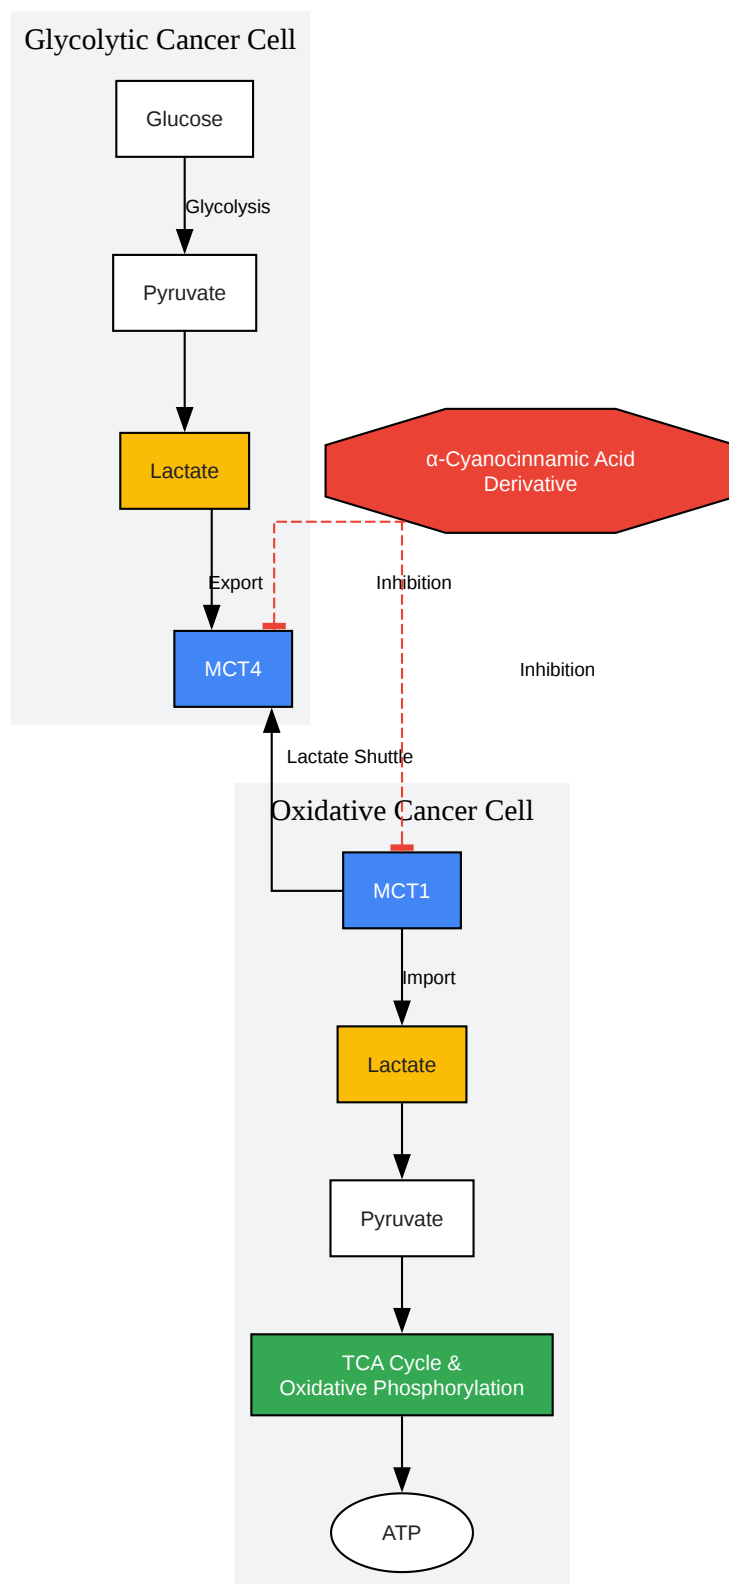 Glycolytic Cancer Cell
Glucose
Glycolysis
Pyruvate
Lactate
α-Cyanocinnamic Acid
Derivative
Export
Inhibition
MCT4
Inhibition
Lactate Shuttle
Oxidative Cancer Cell
MCT1
Import
Lactate
Pyruvate
TCA Cycle &
Oxidative Phosphorylation
ATP